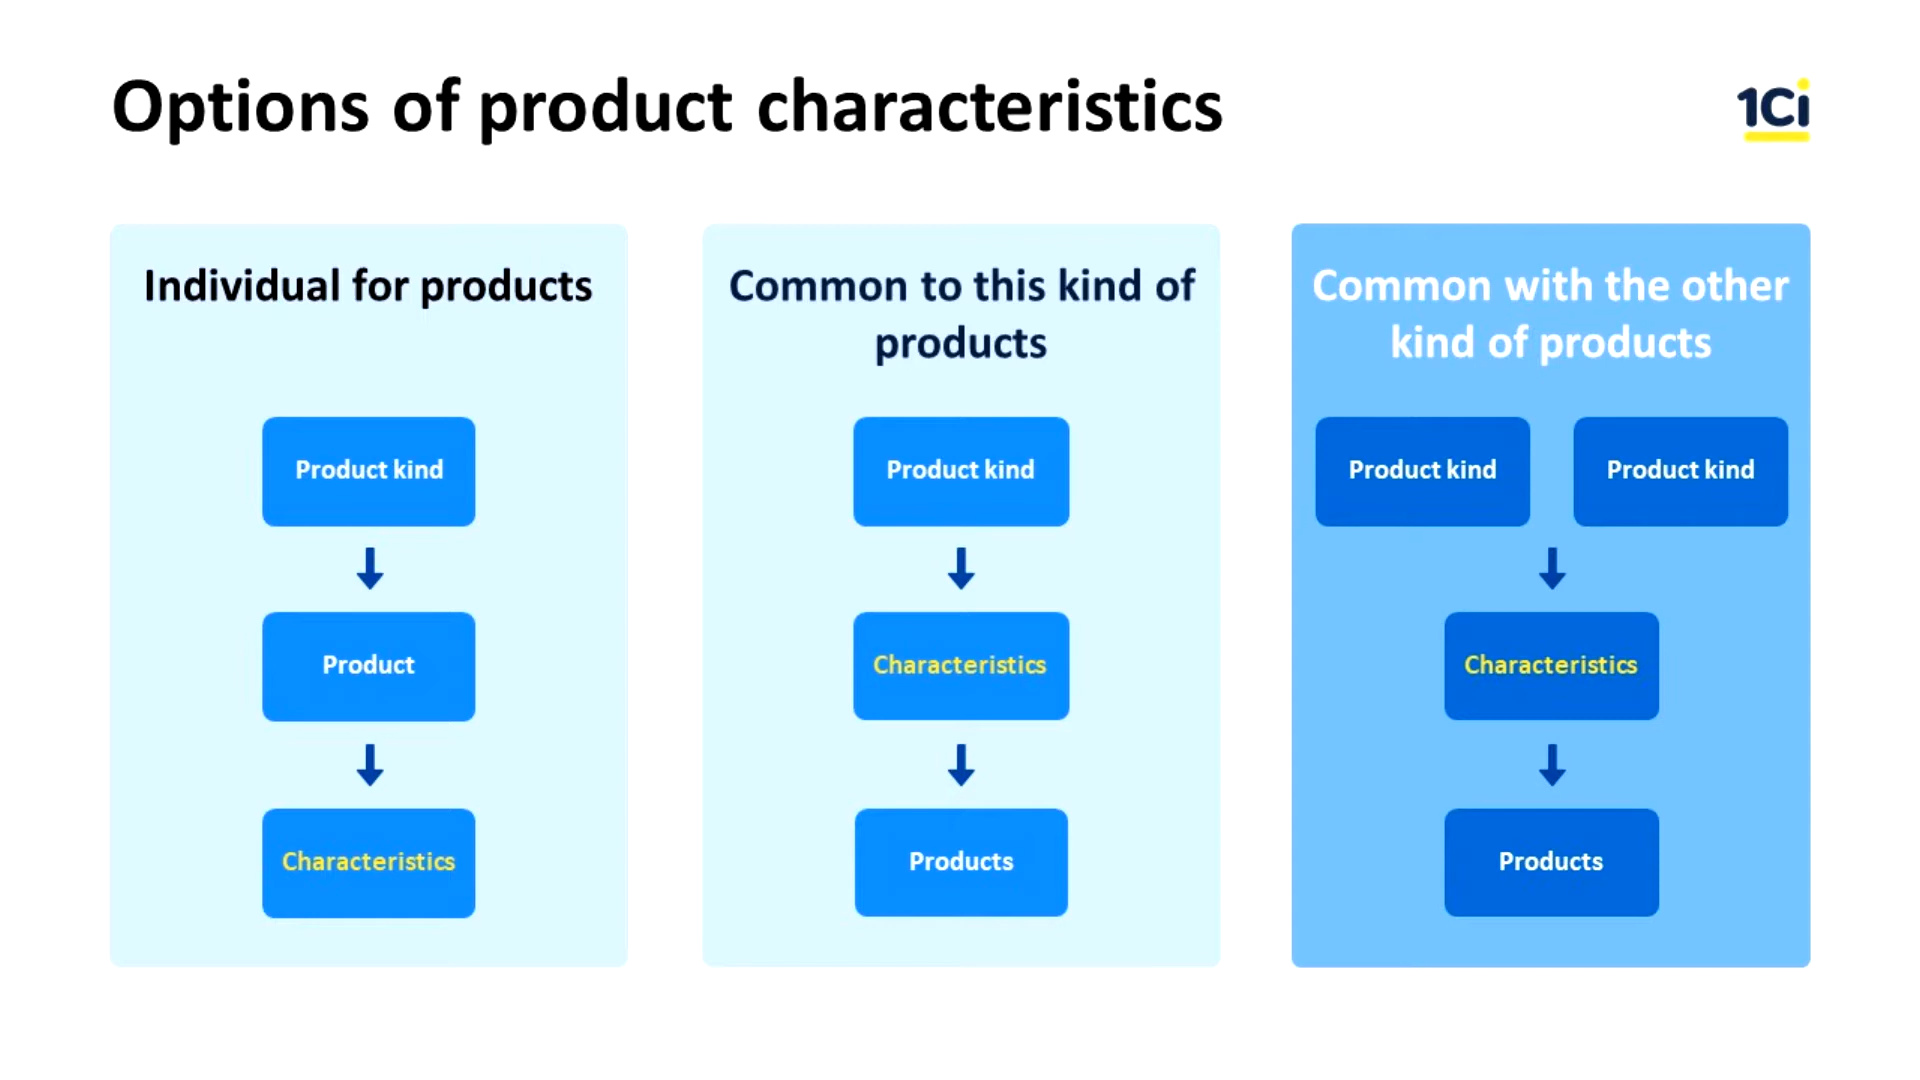 Options of product characteristics
1Ci
Individual for products
Product kind
Product
Characteristics
Common to this kind of
products
Product kind
Characteristics
Products
Common with the other
kind of products
Product kind
Product kind
Characteristics
Products